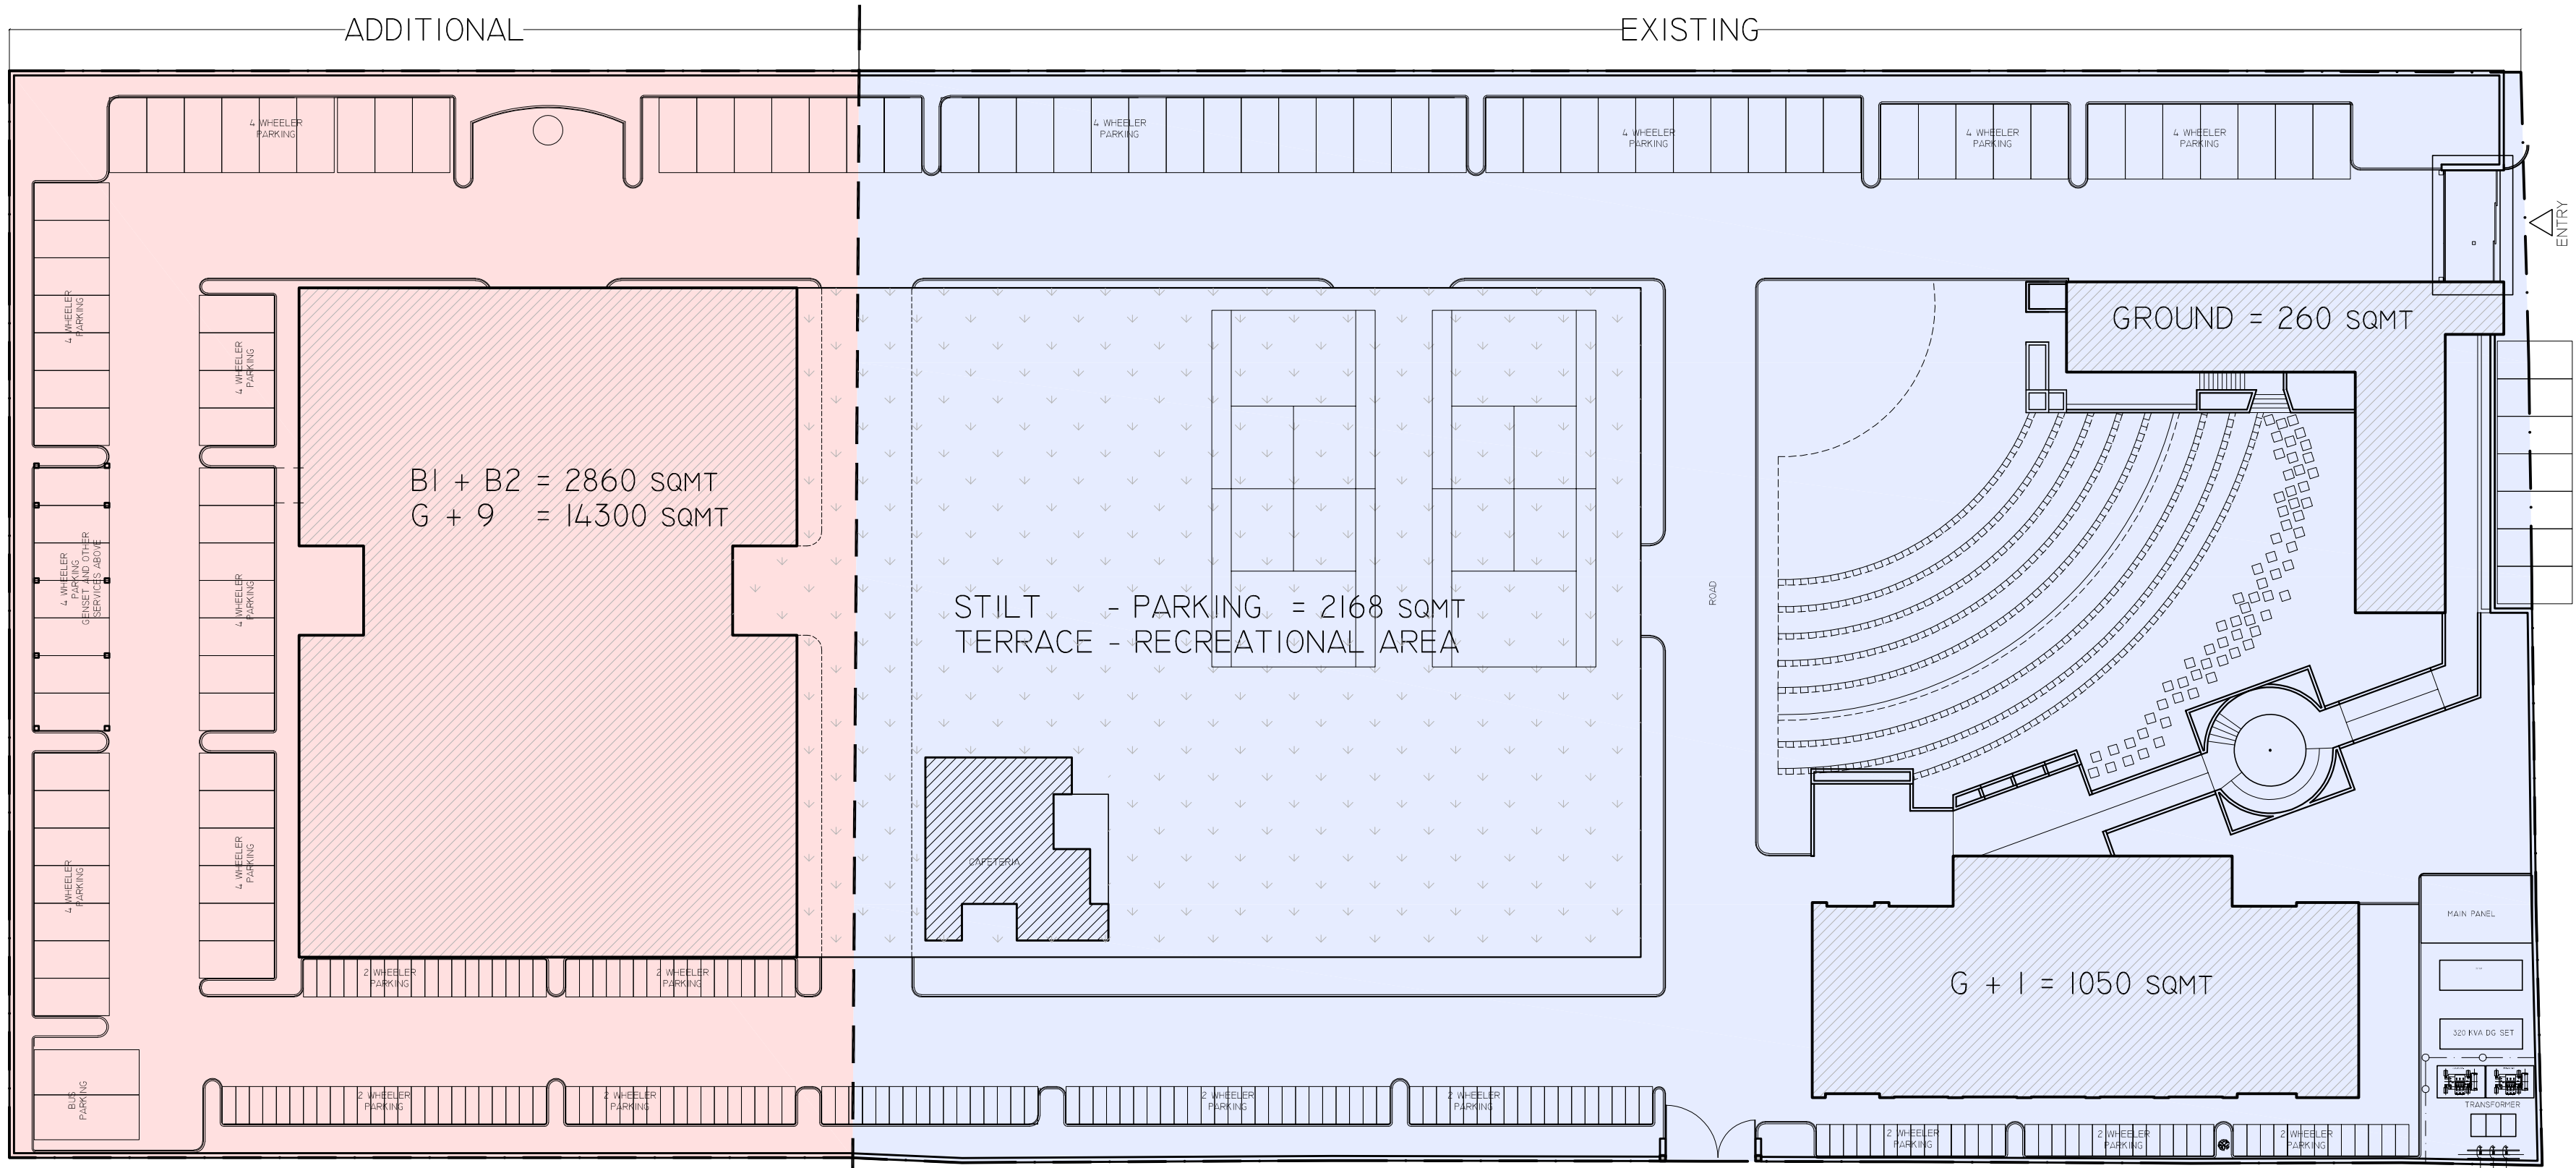 ADDITIONAL
EXISTING
4 WHEELER
PARKING
4 WHEELER
PARKING
4 WHEELER
PARKING
4 WHEELER
PARKING
4 WHEELER
PARKING
ENTRY
4 WHEELER
PARKING
4 WHEELER
PARKING
GROUND = 260 SQMT
B1 + B2 = 2860 SQMT
G + 9 = 14300 SQMT
4 WHEELER
PARKING
GENSET AND OTHER
SERVICES ABOVE
4 WHEELER
PARKING
STILT - PARKING = 2168 SQMT
TERRACE - RECREATIONAL AREA
ROAD
4 WHEELER
PARKING
4 WHEELER
PARKING
CAFETERIA
MAIN PANEL
2 WHEELER
PARKING
2 WHEELER
PARKING
G + 1 = 1050 SQMT
320 KVA DG SET
BUS
PARKING
2 WHEELER
PARKING
2 WHEELER
PARKING
2 WHEELER
PARKING
2 WHEELER
PARKING
TRANSFORMER
2 WHEELER
PARKING
2 WHEELER
PARKING
2 WHEELER
PARKING